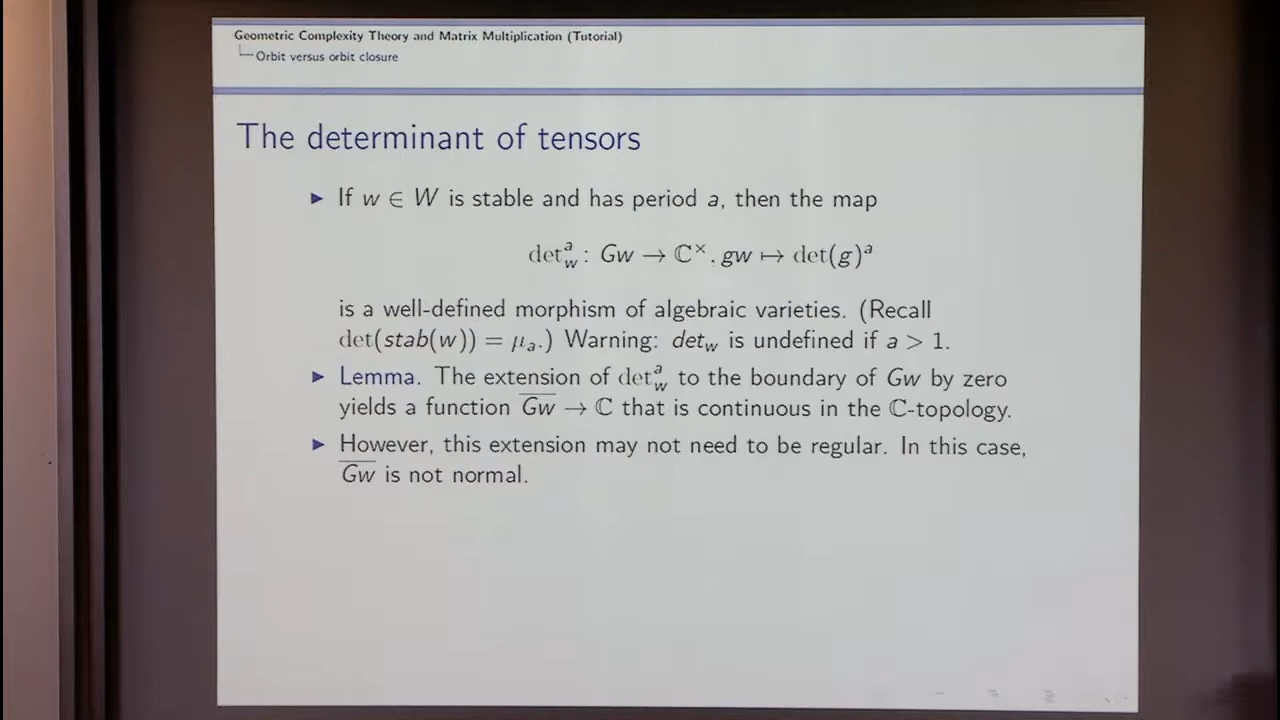 Geometric Complexity Theory and Matrix Multiplication (Tutorial)
Orbit versus orbit closure
The determinant of tensors
▶ If w ∈ W is stable and has period a, then the map
det^a_w : Gw → ℂ^×. gw ↦ det(g)^a
is a well-defined morphism of algebraic varieties. (Recall
det(stab(w)) = μ_a.) Warning: det_w is undefined if a > 1.
▶ Lemma. The extension of det^a_w to the boundary of Gw by zero
yields a function \overline{Gw} → ℂ that is continuous in the ℂ-topology.
▶ However, this extension may not need to be regular. In this case,
\overline{Gw} is not normal.